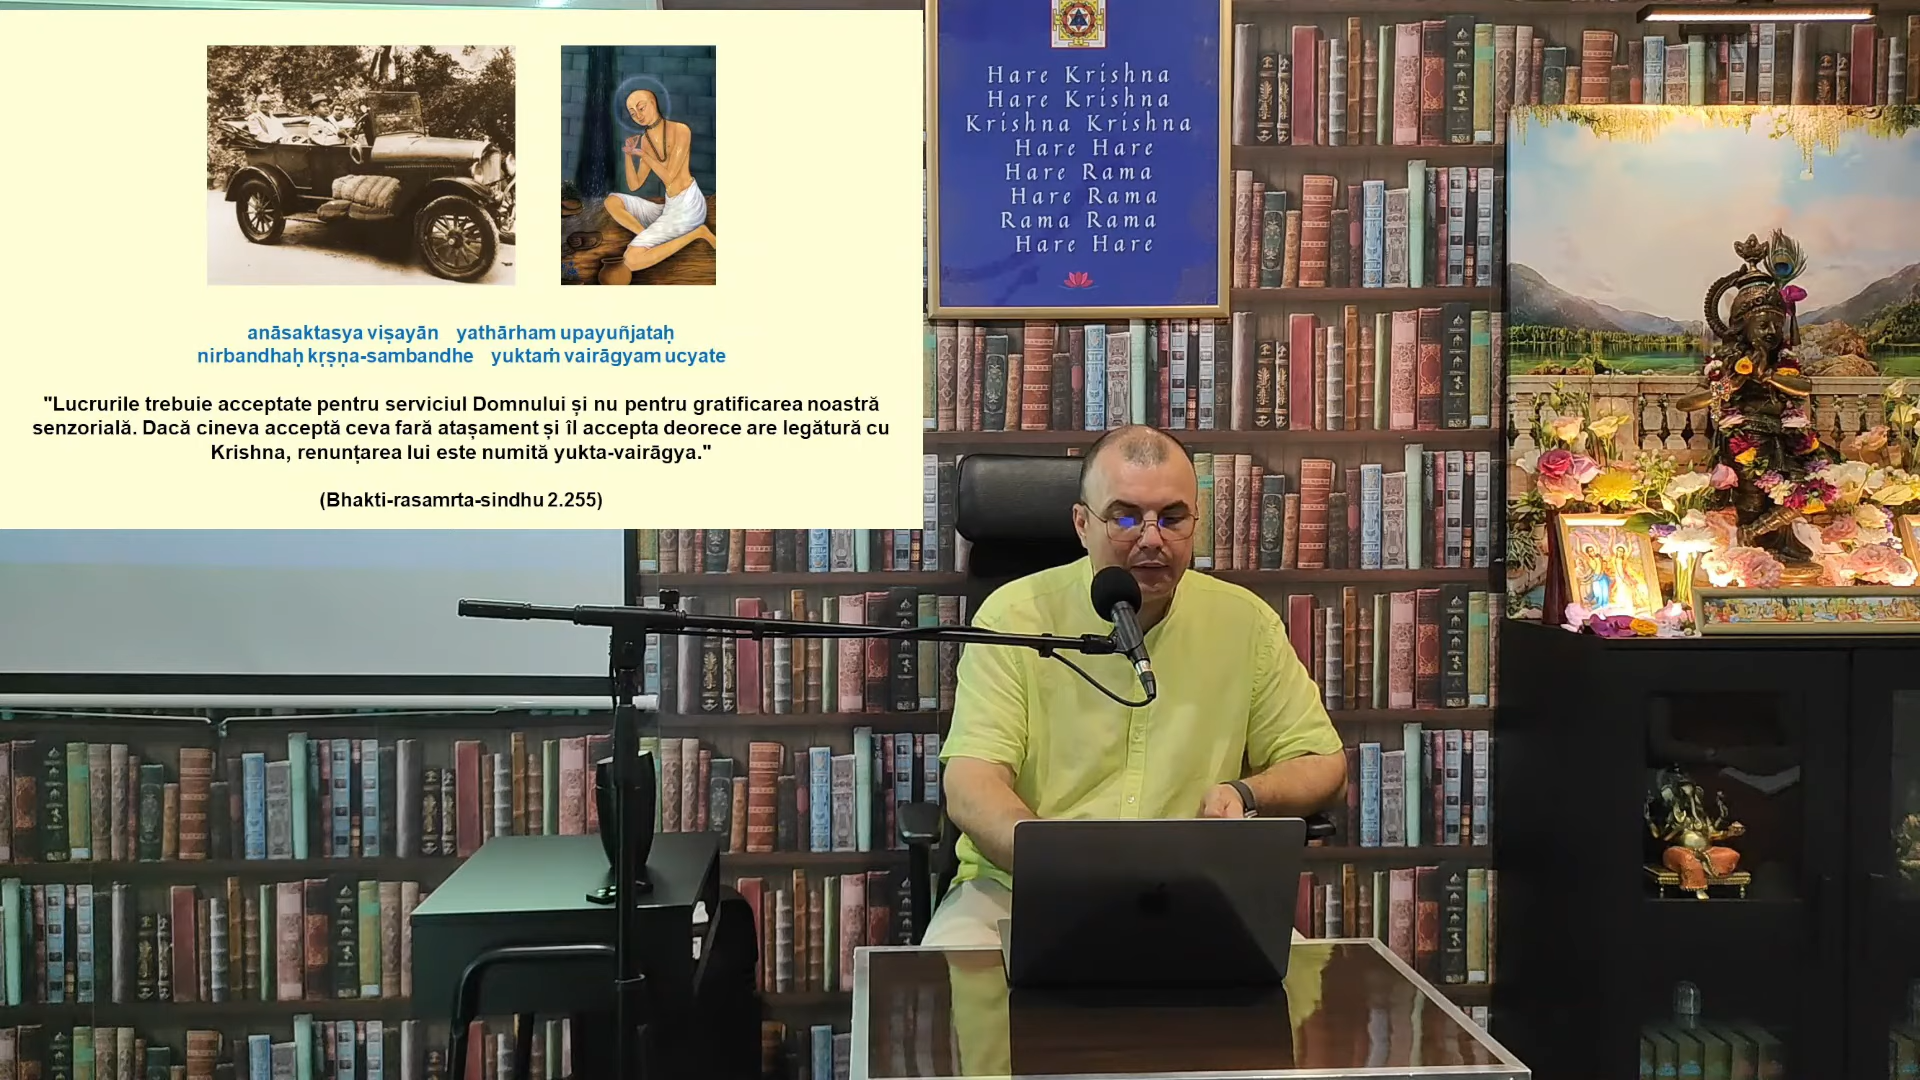 anāsaktasya viṣayān yathārham upayuñjataḥ
nirbandhaḥ kṛṣṇa-sambandhe yuktaṁ vairāgyam ucyate
"Lucrurile trebuie acceptate pentru serviciul Domnului și nu pentru gratificarea noastră
senzorială. Dacă cineva acceptă ceva fară atașament și îl accepta deorece are legătură cu
Krishna, renunțarea lui este numită yukta-vairāgya."
(Bhakti-rasamrta-sindhu 2.255)
Hare Krishna
Hare Krishna
Krishna Krishna
Hare Hare
Hare Rama
Hare Rama
Rama Rama
Hare Hare